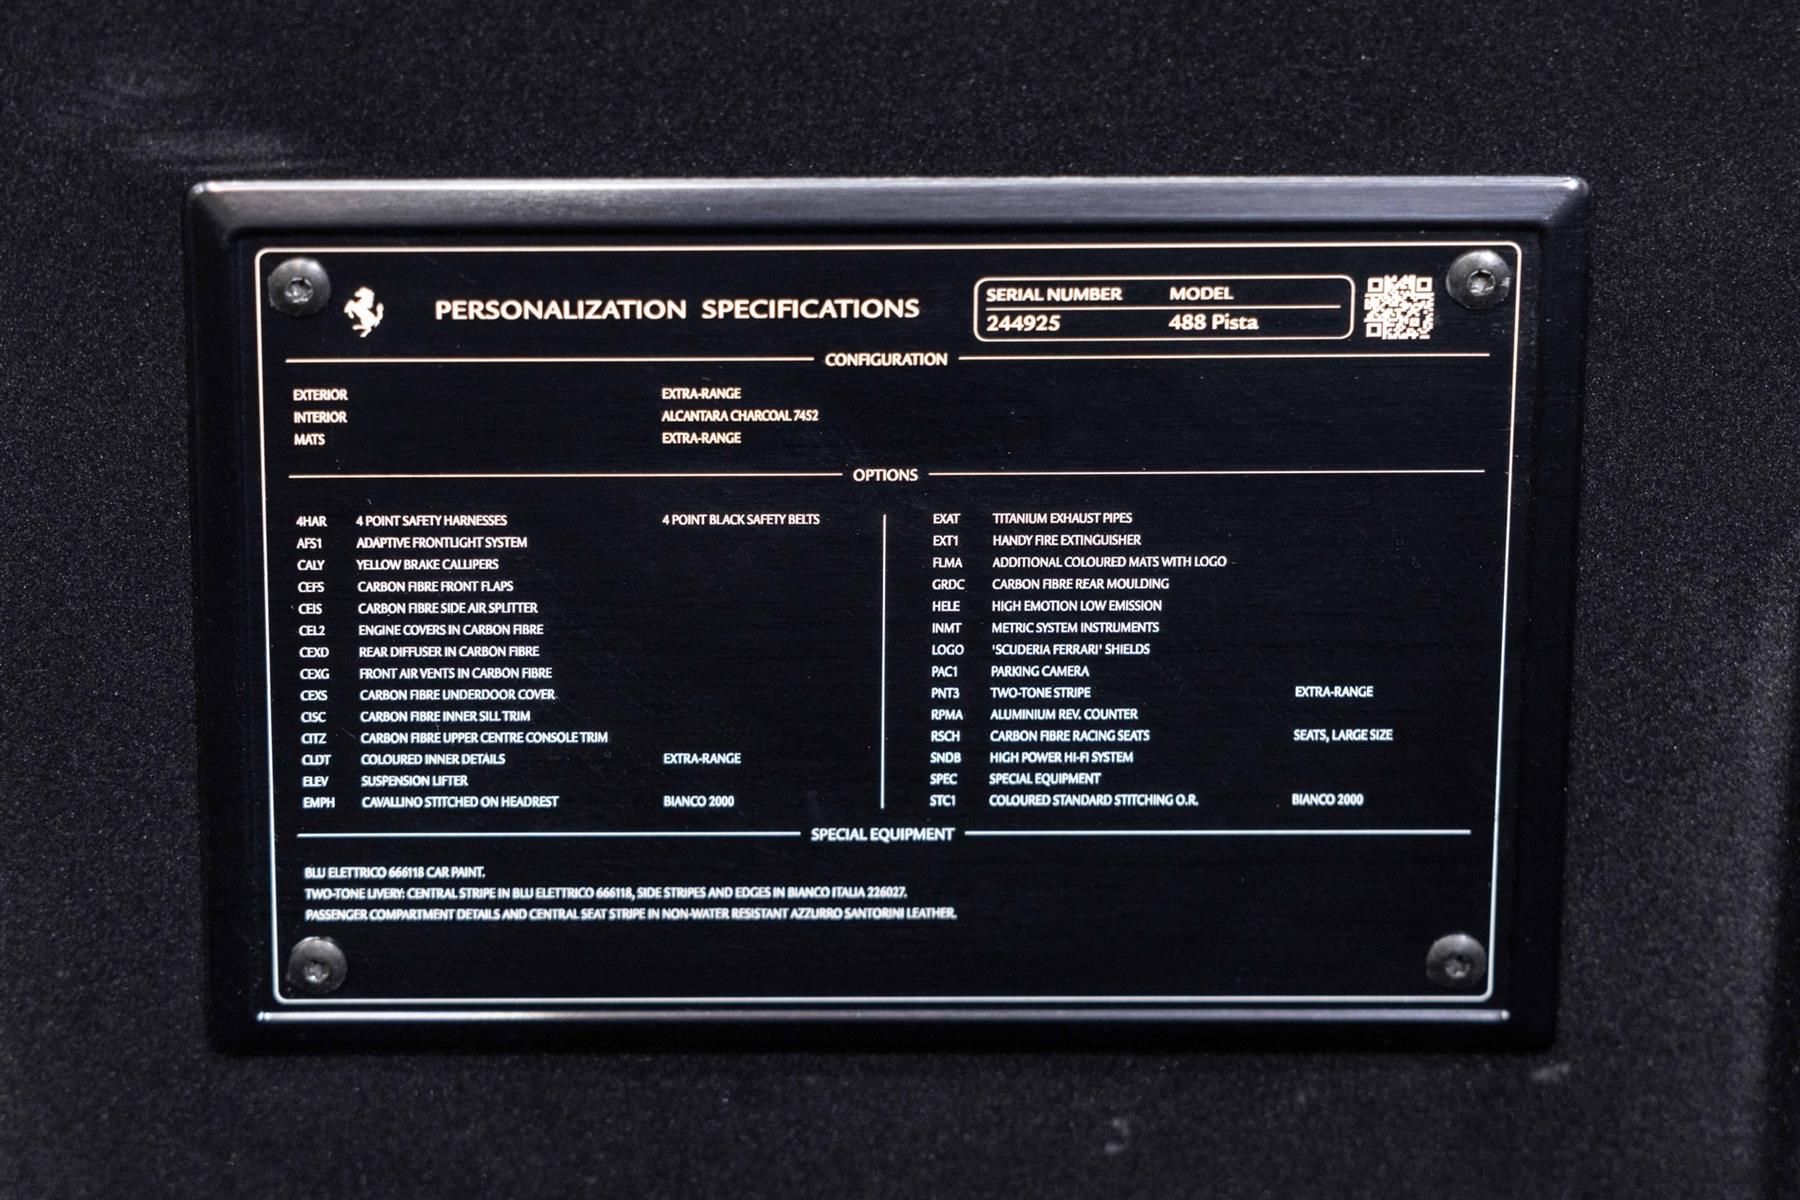 PERSONALIZATION SPECIFICATIONS
SERIAL NUMBER MODEL
244925 488 Pista
CONFIGURATION
EXTERIOR EXTRA-RANGE
INTERIOR ALCANTARA CHARCOAL 7452
MATS EXTRA-RANGE
OPTIONS
4HAR 4 POINT SAFETY HARNESSES 4 POINT BLACK SAFETY BELTS
AFS1 ADAPTIVE FRONTLIGHT SYSTEM
CALY YELLOW BRAKE CALLIPERS
CEFS CARBON FIBRE FRONT FLAPS
CEIS CARBON FIBRE SIDE AIR SPLITTER
CEL2 ENGINE COVERS IN CARBON FIBRE
CEXD REAR DIFFUSER IN CARBON FIBRE
CEXG FRONT AIR VENTS IN CARBON FIBRE
CEXS CARBON FIBRE UNDERDOOR COVER
CISC CARBON FIBRE INNER SILL TRIM
CITZ CARBON FIBRE UPPER CENTRE CONSOLE TRIM
CLDT COLOURED INNER DETAILS EXTRA-RANGE
ELEV SUSPENSION LIFTER
EMPH CAVALLINO STITCHED ON HEADREST BIANCO 2000
EXAT TITANIUM EXHAUST PIPES
EXT1 HANDY FIRE EXTINGUISHER
FLMA ADDITIONAL COLOURED MATS WITH LOGO
GRDC CARBON FIBRE REAR MOULDING
HELE HIGH EMOTION LOW EMISSION
INMT METRIC SYSTEM INSTRUMENTS
LOGO 'SCUDERIA FERRARI' SHIELDS
PAC1 PARKING CAMERA
PNT3 TWO-TONE STRIPE EXTRA-RANGE
RPMA ALUMINIUM REV. COUNTER
RSCH CARBON FIBRE RACING SEATS SEATS, LARGE SIZE
SNDB HIGH POWER HI-FI SYSTEM
SPEC SPECIAL EQUIPMENT
STC1 COLOURED STANDARD STITCHING O.R. BIANCO 2000
SPECIAL EQUIPMENT
BLU ELETTRICO 666118 CAR PAINT.
TWO-TONE LIVERY: CENTRAL STRIPE IN BLU ELETTRICO 666118, SIDE STRIPES AND EDGES IN BIANCO ITALIA 226027.
PASSENGER COMPARTMENT DETAILS AND CENTRAL SEAT STRIPE IN NON-WATER RESISTANT AZZURRO SANTORINI LEATHER.